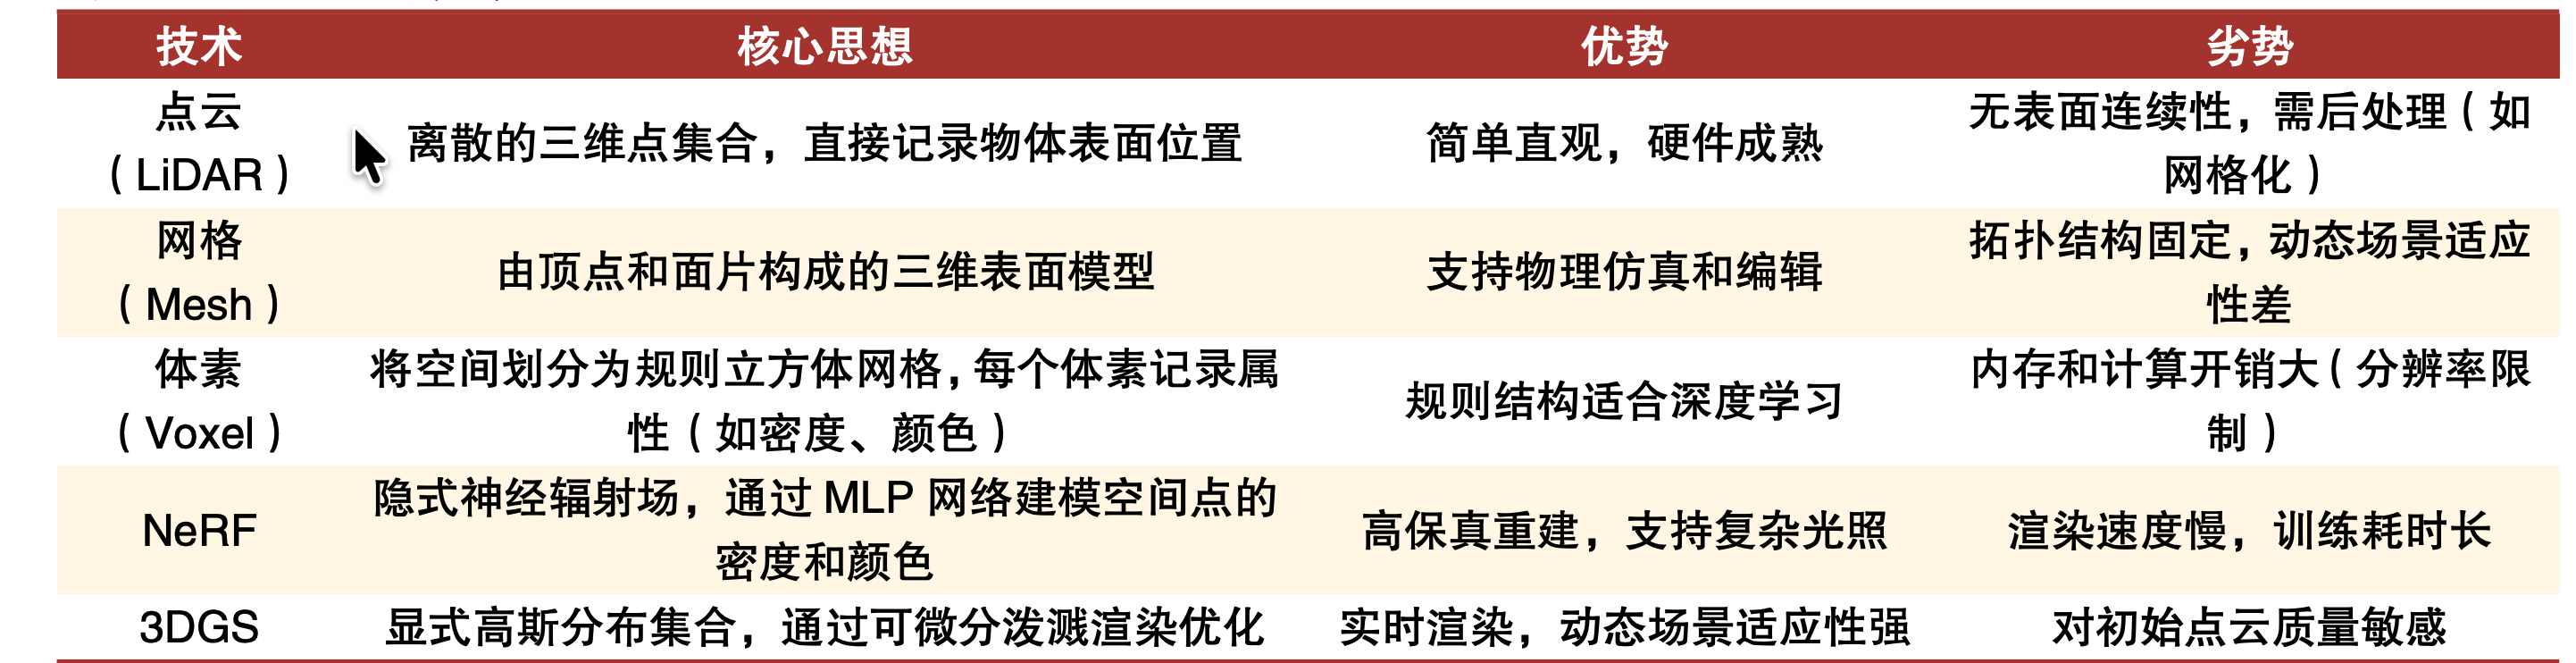 技术 核心思想 优势 劣势
点云
（LiDAR）
离散的三维点集合，直接记录物体表面位置
简单直观，硬件成熟
无表面连续性，需后处理（如
网格化）
网格
（Mesh）
由顶点和面片构成的三维表面模型
支持物理仿真和编辑
拓扑结构固定，动态场景适应
性差
体素
（Voxel）
将空间划分为规则立方体网格，每个体素记录属
性（如密度、颜色）
规则结构适合深度学习
内存和计算开销大（分辨率限
制）
NeRF
隐式神经辐射场，通过 MLP 网络建模空间点的
密度和颜色
高保真重建，支持复杂光照
渲染速度慢，训练耗时长
3DGS
显式高斯分布集合，通过可微分泼溅渲染优化
实时渲染，动态场景适应性强
对初始点云质量敏感